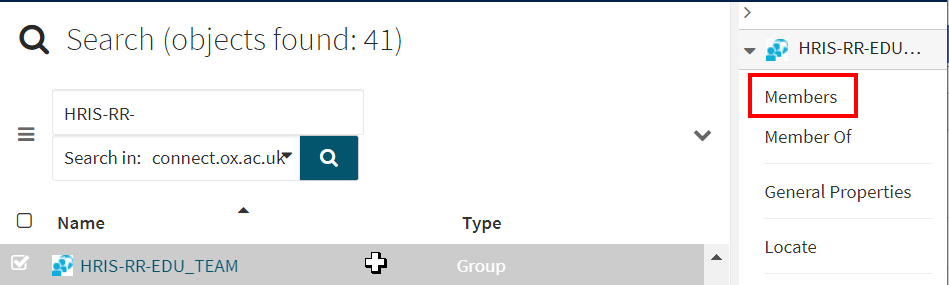 Search (objects found: 41)
HRIS-RR-
Search in: connect.ox.ac.uk
Name Type
HRIS-RR-EDU_TEAM Group
HRIS-RR-EDU...
Members
Member Of
General Properties
Locate